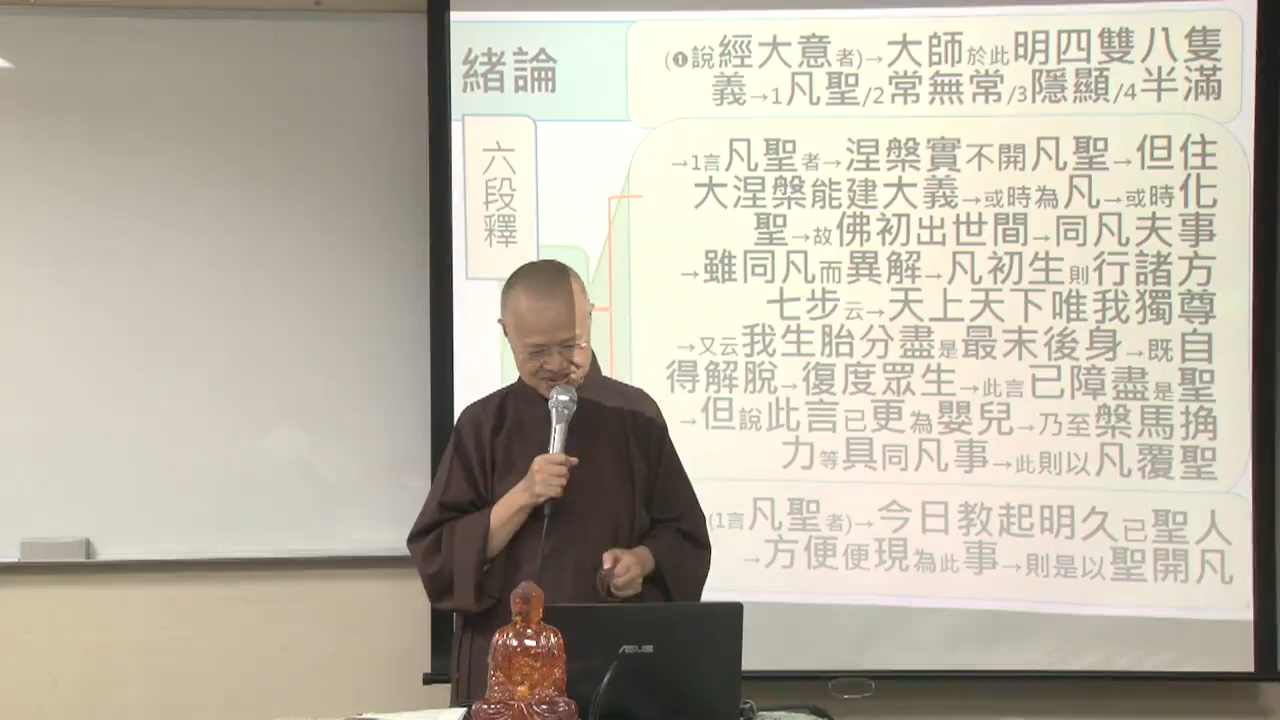 緒論
六段釋
(❶說經大意者)→大師於此明四雙八隻
義→1凡聖/2常無常/3隱顯/4半滿
→1言凡聖者→涅槃實不開凡聖→但住
大涅槃能建大義→或時為凡→或時化
聖→故佛初出世間→同凡夫事
→雖同凡而異解→凡初生則行諸方
七步云→天上天下唯我獨尊
→又云我生胎分盡是最末後身→既自
得解脫→復度眾生→此言已障盡是聖
→但說此言已更為嬰兒→乃至槃馬捔
力等具同凡事→此則以凡覆聖
(1言凡聖者)→今日教起明久已聖人
→方便便現為此事→則是以聖開凡
ASUS